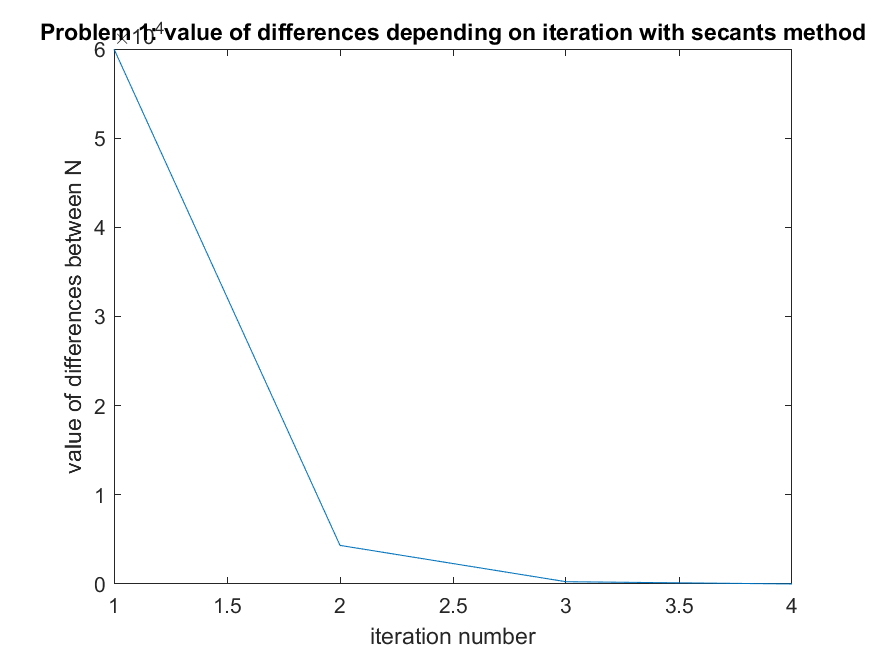 Problem 1: value of differences depending on iteration with secants method
×10^4
6
5
4
3
2
1
0
value of differences between N
1 1.5 2 2.5 3 3.5 4
iteration number